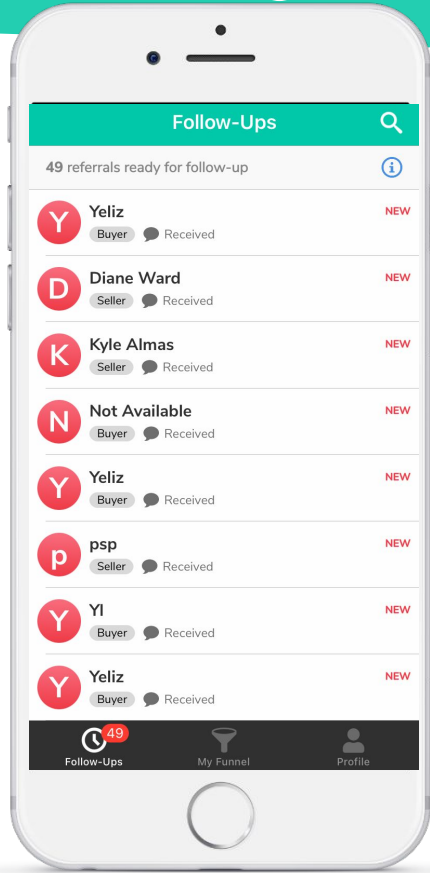 Follow-Ups
49 referrals ready for follow-up
Y Yeliz NEW
Buyer Received
D Diane Ward NEW
Seller Received
K Kyle Almas NEW
Seller Received
N Not Available NEW
Buyer Received
Y Yeliz NEW
Buyer Received
p psp NEW
Seller Received
Y YI NEW
Buyer Received
Y Yeliz NEW
Buyer Received
49
Follow-Ups My Funnel Profile